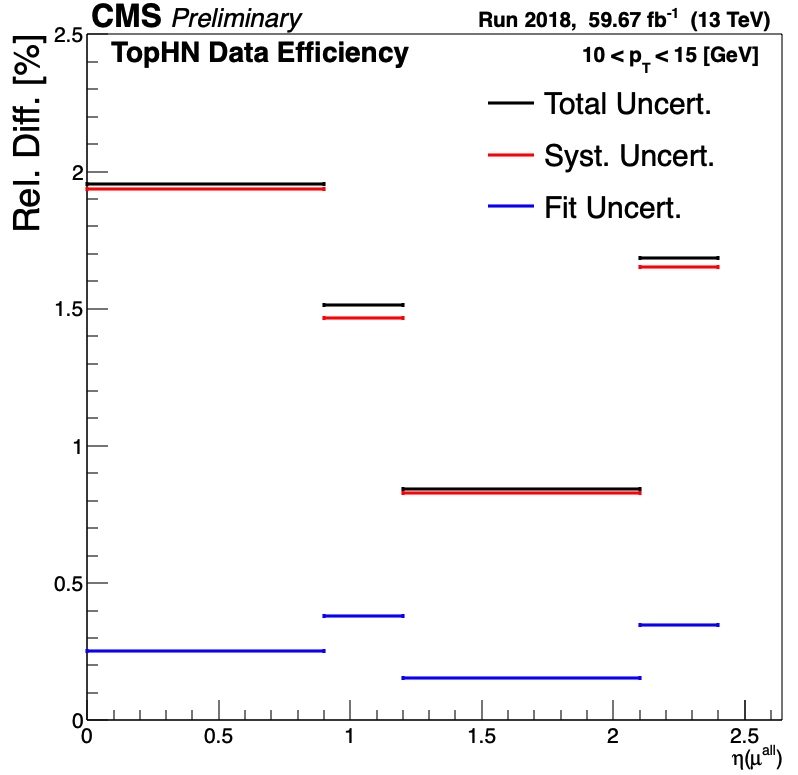 CMS Preliminary
Run 2018, 59.67 fb⁻¹ (13 TeV)
TopHN Data Efficiency
10 < p_T < 15 [GeV]
Total Uncert.
Syst. Uncert.
Fit Uncert.
Rel. Diff. [%]
2.5
2
1.5
1
0.5
0
0 0.5 1 1.5 2 2.5
η(μ^all)